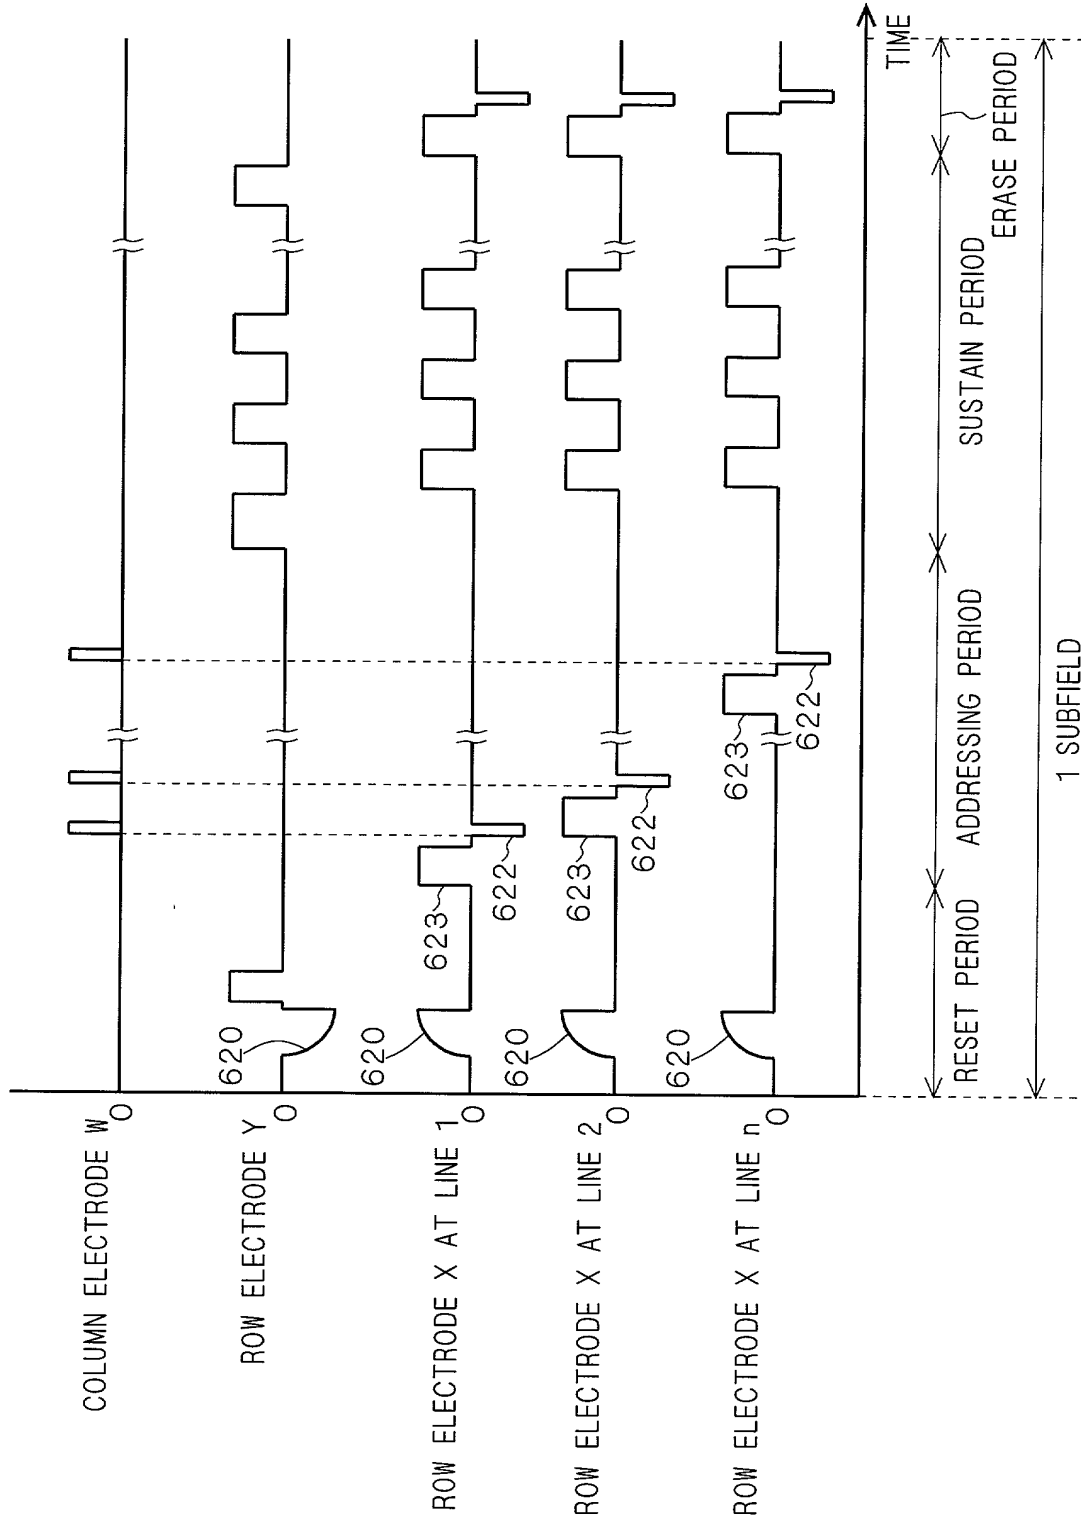 COLUMN ELECTRODE W
0
ROW ELECTRODE Y
0
620
ROW ELECTRODE X AT LINE 1
0
620
623
622
ROW ELECTRODE X AT LINE 2
0
620
623
622
ROW ELECTRODE X AT LINE n
0
620
623
622
TIME
RESET PERIOD
ADDRESSING PERIOD
SUSTAIN PERIOD
ERASE PERIOD
1 SUBFIELD